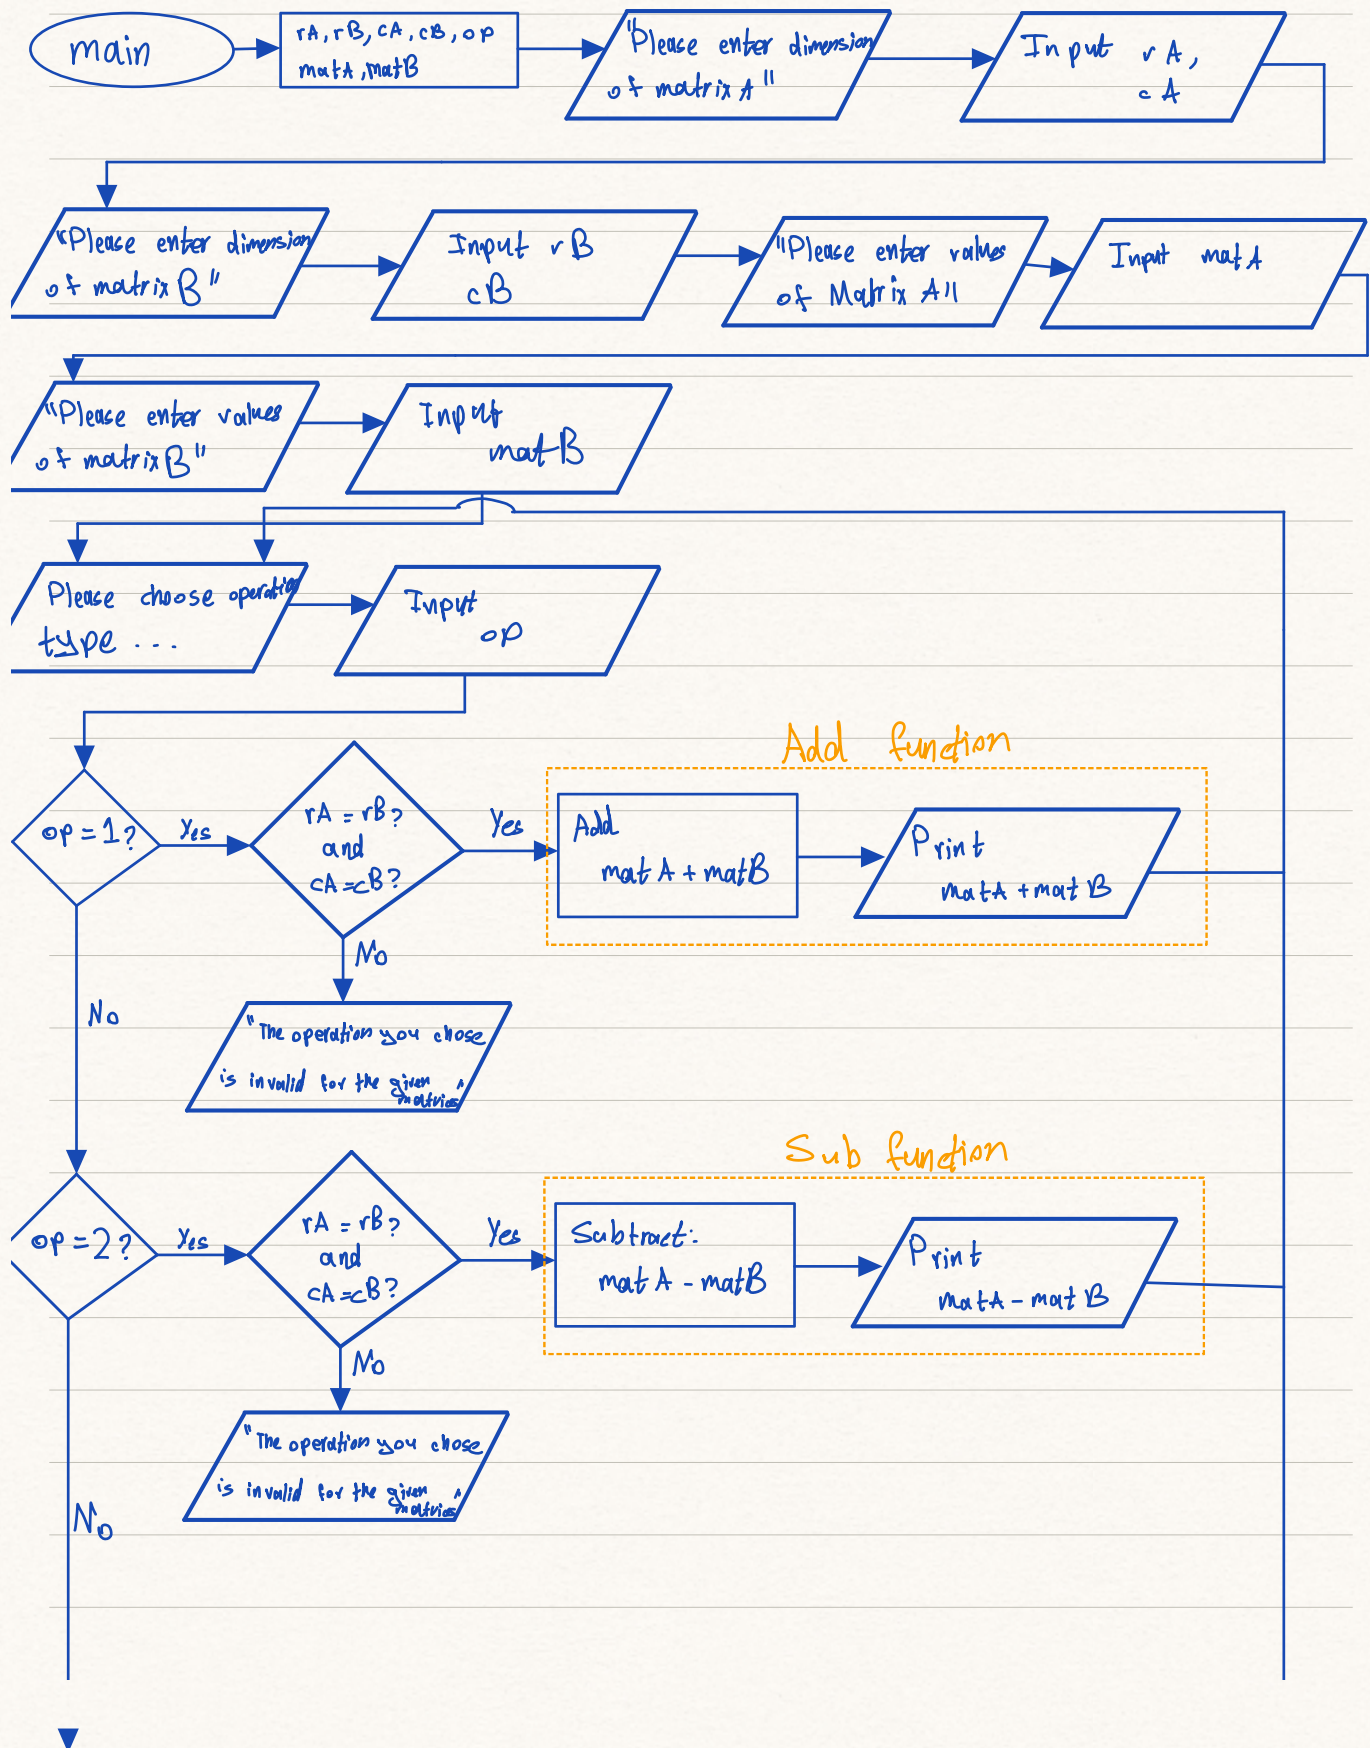 main
rA, rB, cA, cB, op
matA, matB
"Please enter dimension
of matrix A"
Input rA,
cA
"Please enter dimension
of matrix B"
Input rB
cB
"Please enter values
of Matrix A"
Input matA
"Please enter values
of matrix B"
Input
matB
Please choose operation
type ...
Input
op
Add function
op=1?
Yes
rA = rB?
and
cA=cB?
Yes
Add
matA + matB
Print
matA + matB
No
No
"The operation you chose
is invalid for the given "
matrices
Sub function
op=2?
Yes
rA = rB?
and
cA=cB?
Yes
Subtract:
matA - matB
Print
matA - matB
No
"The operation you chose
is invalid for the given "
matrices
No